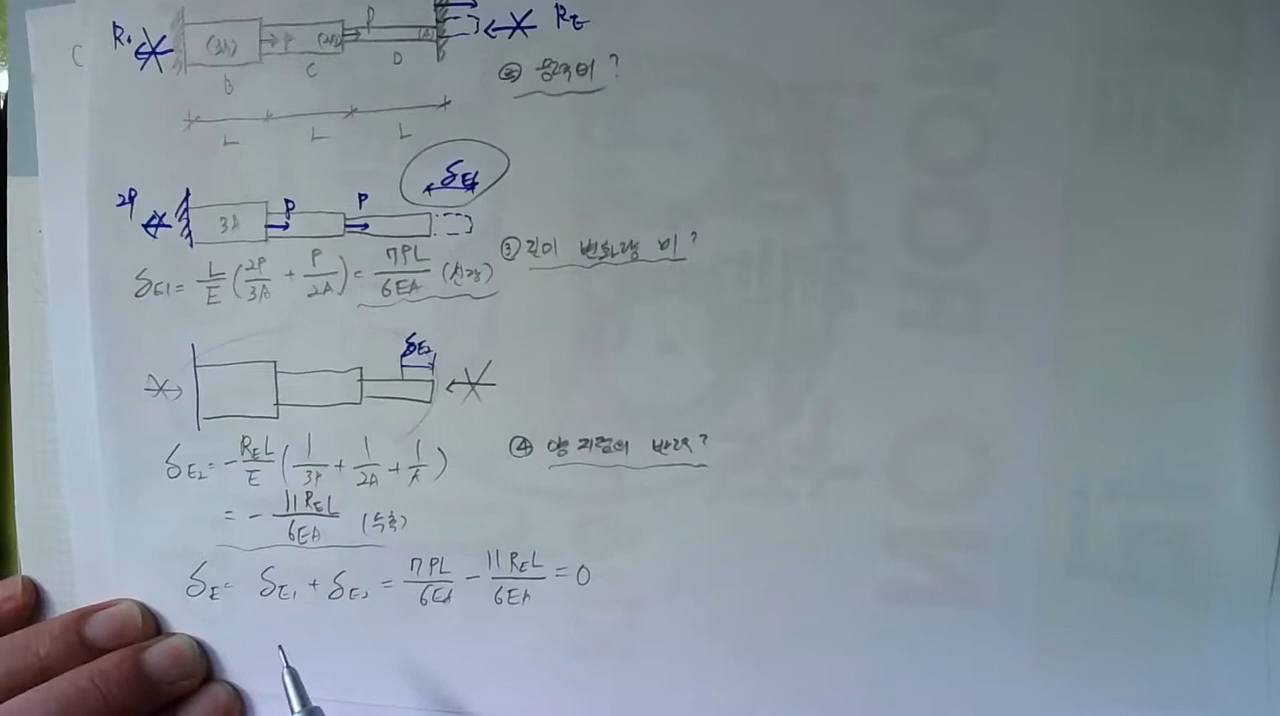 R₁ (3A) P (2A) P (A) R_E
B C D
② 응력비?
L L L
δ_E1
2P 3A P P
③ 길이 변화량 비?
δ_E1 = L/E (2P/3A + P/2A) = 7PL/6EA (신장)
δ_E2
δ_E2 = - R_E L/E (1/3A + 1/2A + 1/A)
④ 양 지점의 반력?
= - 11R_E L/6EA (수축)
δ_E = δ_E1 + δ_E2 = 7PL/6EA - 11R_E L/6EA = 0